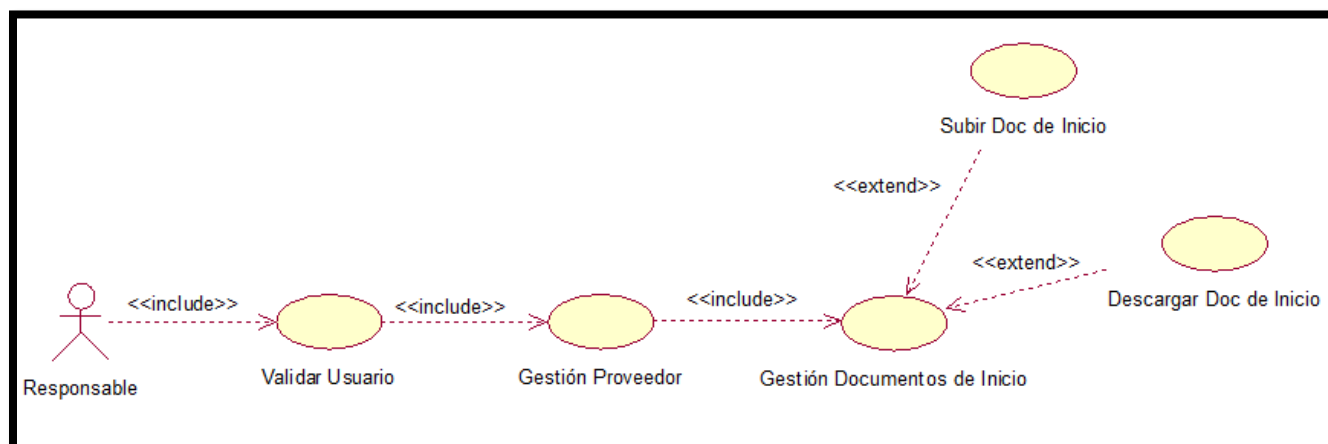 Subir Doc de Inicio
<<extend>>
<<extend>>
Descargar Doc de Inicio
<<include>>
<<include>>
<<include>>
Responsable
Validar Usuario
Gestión Proveedor
Gestión Documentos de Inicio